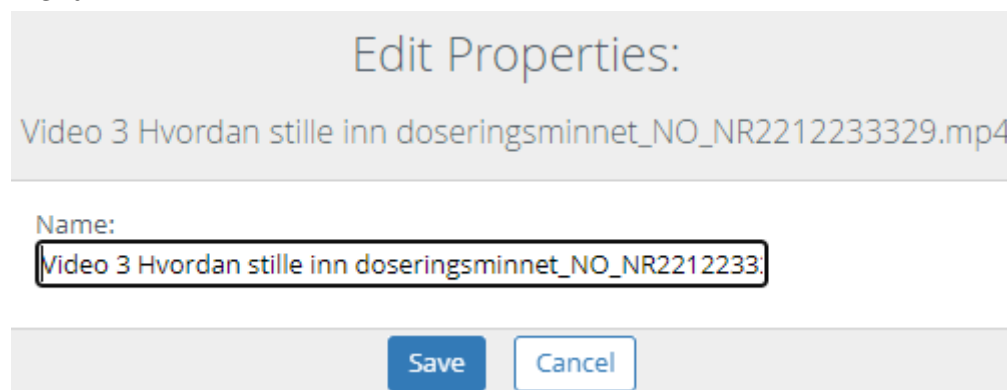 Edit Properties:
Video 3 Hvordan stille inn doseringsminnet_NO_NR2212233329.mp4
Name:
Video 3 Hvordan stille inn doseringsminnet_NO_NR2212233
Save
Cancel